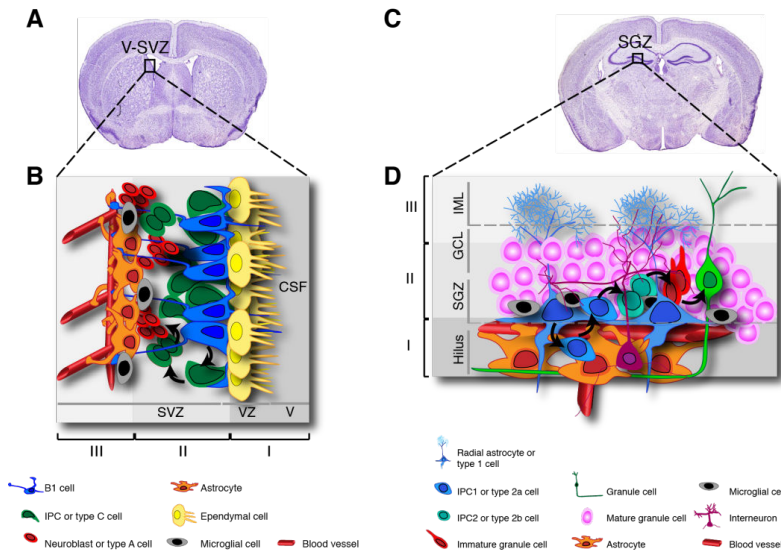 A
V-SVZ
C
SGZ
B
CSF
SVZ
VZ
V
III
II
I
D
III
II
I
IML
GCL
SGZ
Hilus
B1 cell
Astrocyte
IPC or type C cell
Ependymal cell
Neuroblast or type A cell
Microglial cell
Blood vessel
Radial astrocyte or
type 1 cell
IPC1 or type 2a cell
Granule cell
Microglial ce
IPC2 or type 2b cell
Mature granule cell
Interneuron
Immature granule cell
Astrocyte
Blood vesse